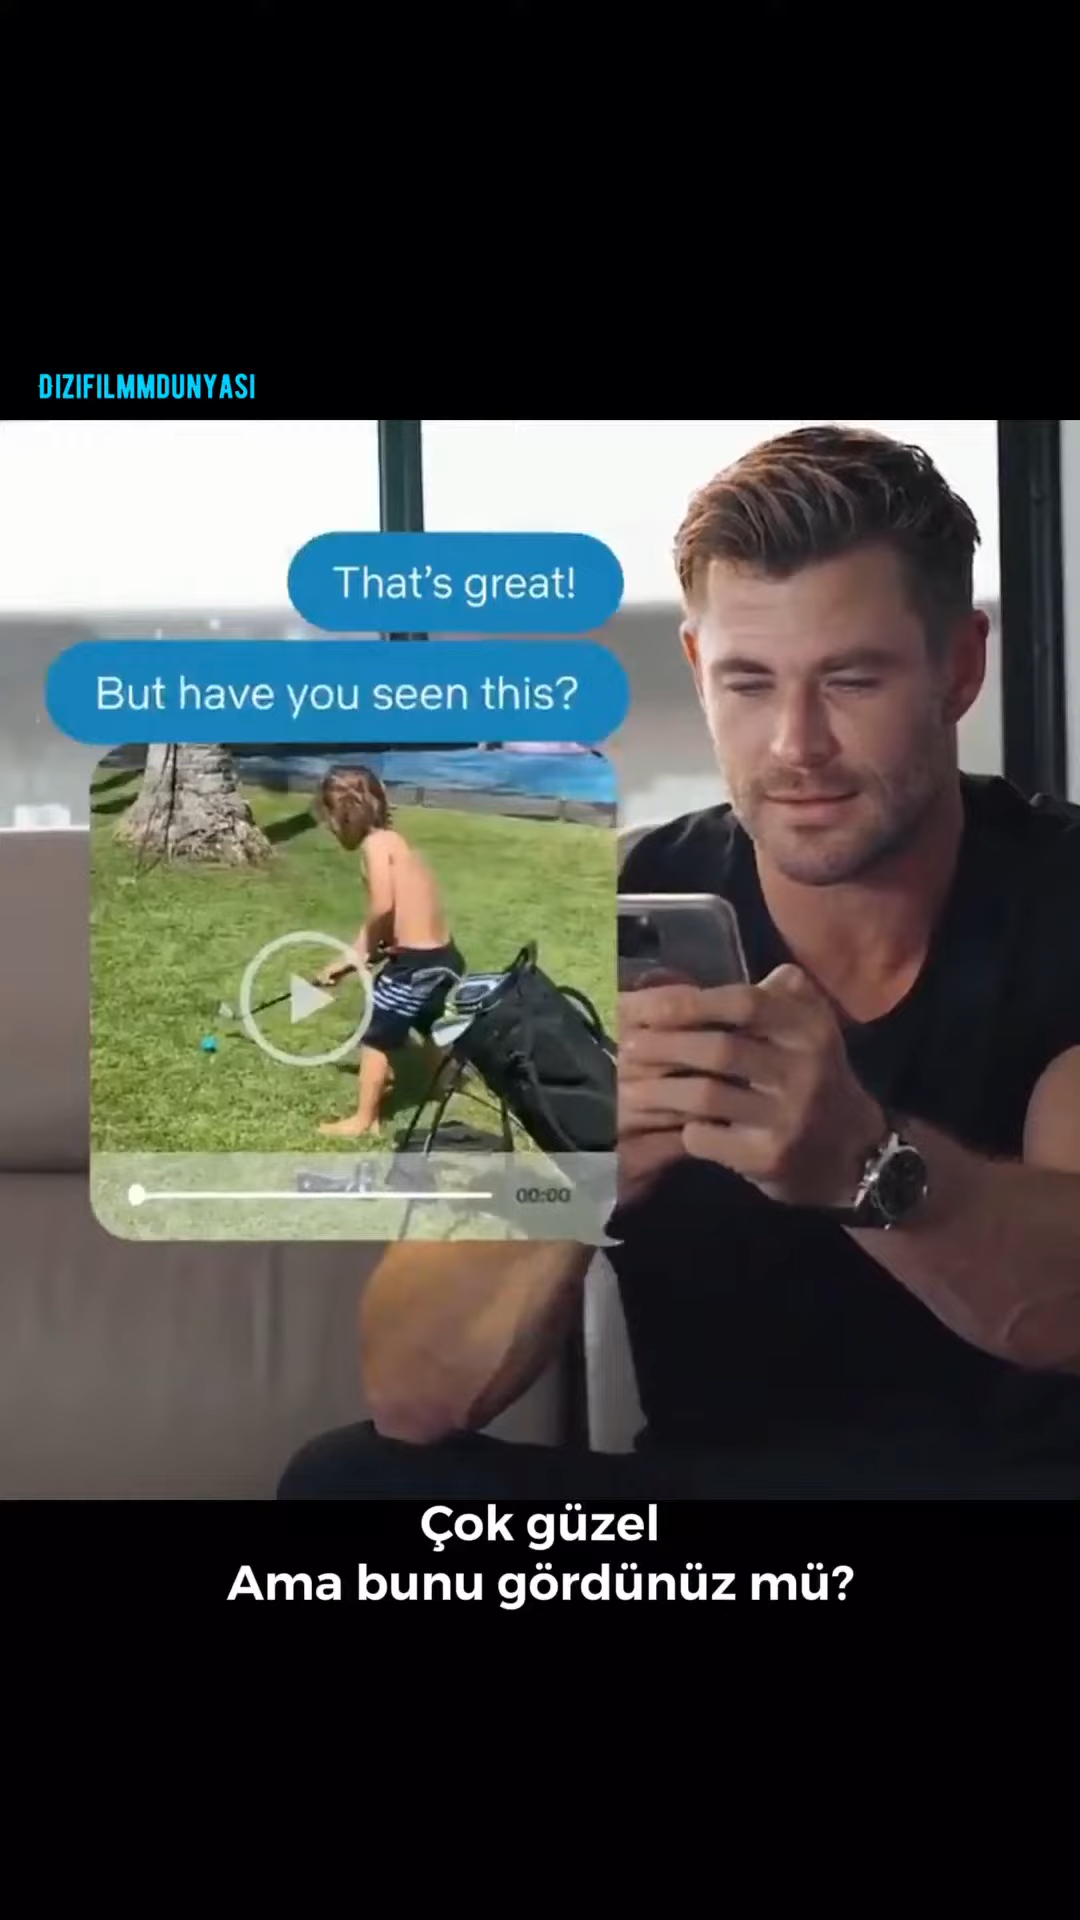 DIZIFILMMDUNYASI
That's great!
But have you seen this?
00:00
Çok güzel
Ama bunu gördünüz mü?